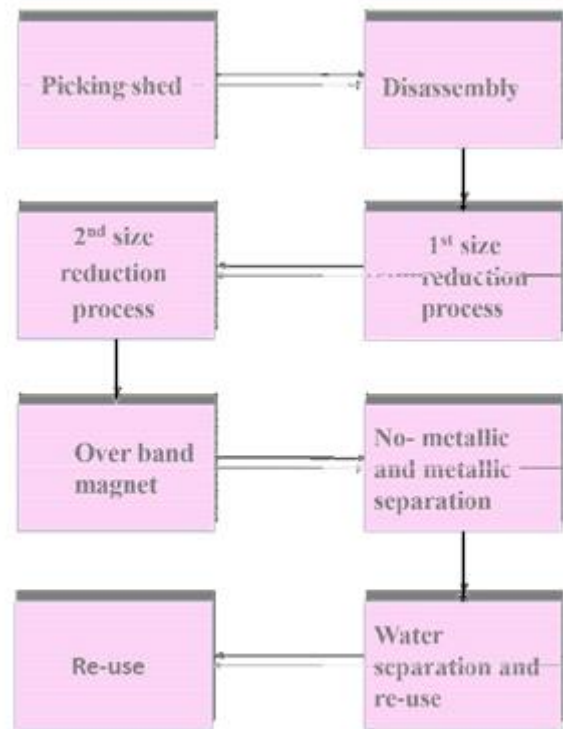 Picking shed
Disassembly
1st size
reduction
process
2nd size
reduction
process
Over band
magnet
No- metallic
and metallic
separation
Water
separation and
re-use
Re-use